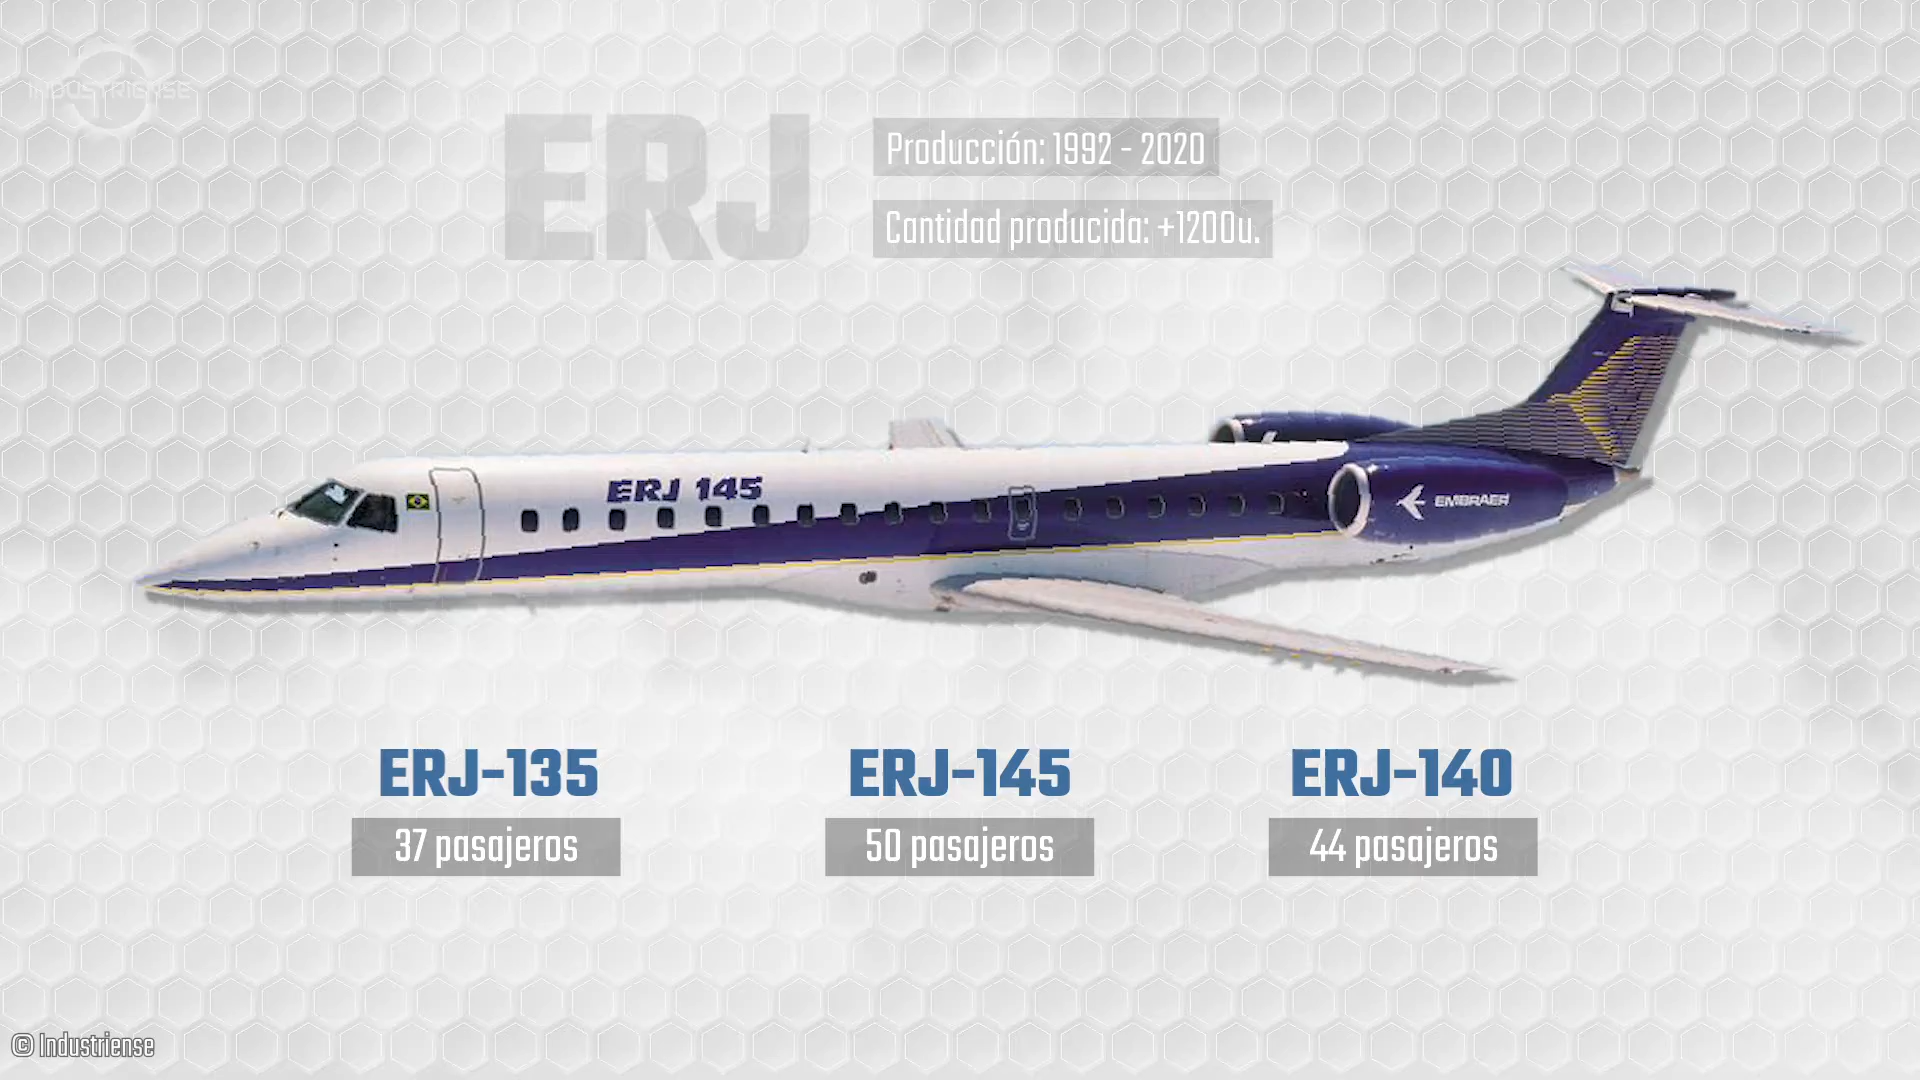 INDUSTRIENSE
ERJ
Producción: 1992 - 2020
Cantidad producida: +1200u.
ERJ 145
EMBRAER
ERJ-135
ERJ-145
ERJ-140
37 pasajeros
50 pasajeros
44 pasajeros
© Industriense